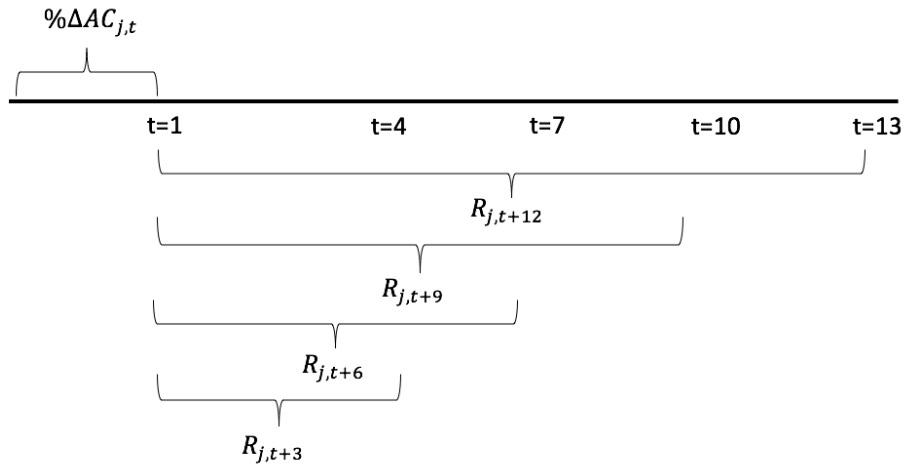 %ΔAC_{j,t}
t=1 t=4 t=7 t=10 t=13
R_{j,t+12}
R_{j,t+9}
R_{j,t+6}
R_{j,t+3}